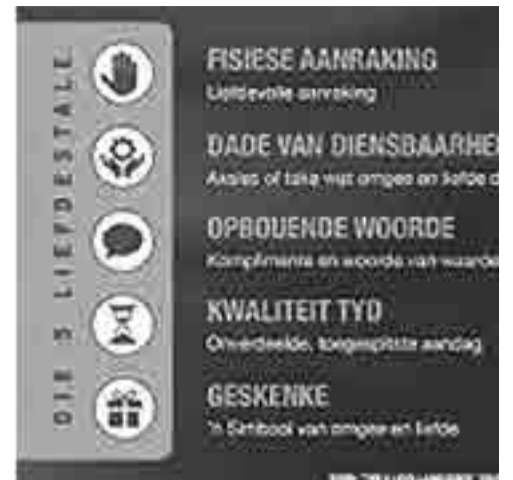 DIE 5 LIEFDESTALE
FISIESE AANRAKING
Liefdevolle aanraking
DADE VAN DIENSBAARHE
Aksies of take wat omgee en liefde
OPBOUENDE WOORDE
Komplimente en woorde van waarde
KWALITEIT TYD
Onverdeelde, toegespitste aandag
GESKENKE
'n Simbool van omgee en liefde